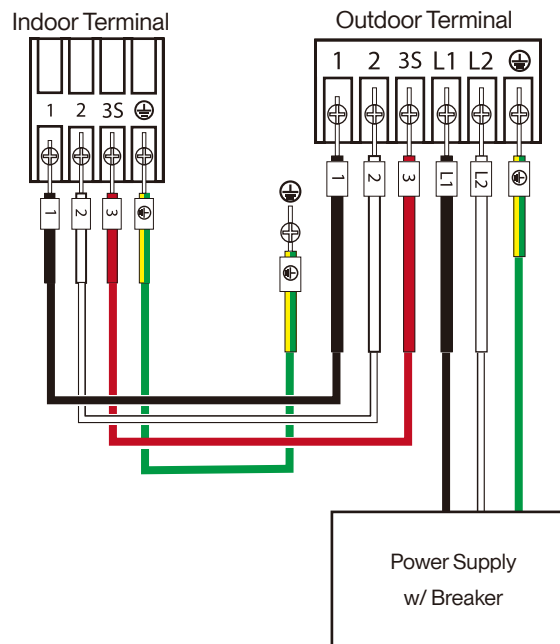 Indoor Terminal
Outdoor Terminal
1 2 3S L1 L2
1 2 3S
1 2 3
1 2 3 L1 L2
Power Supply
w/ Breaker